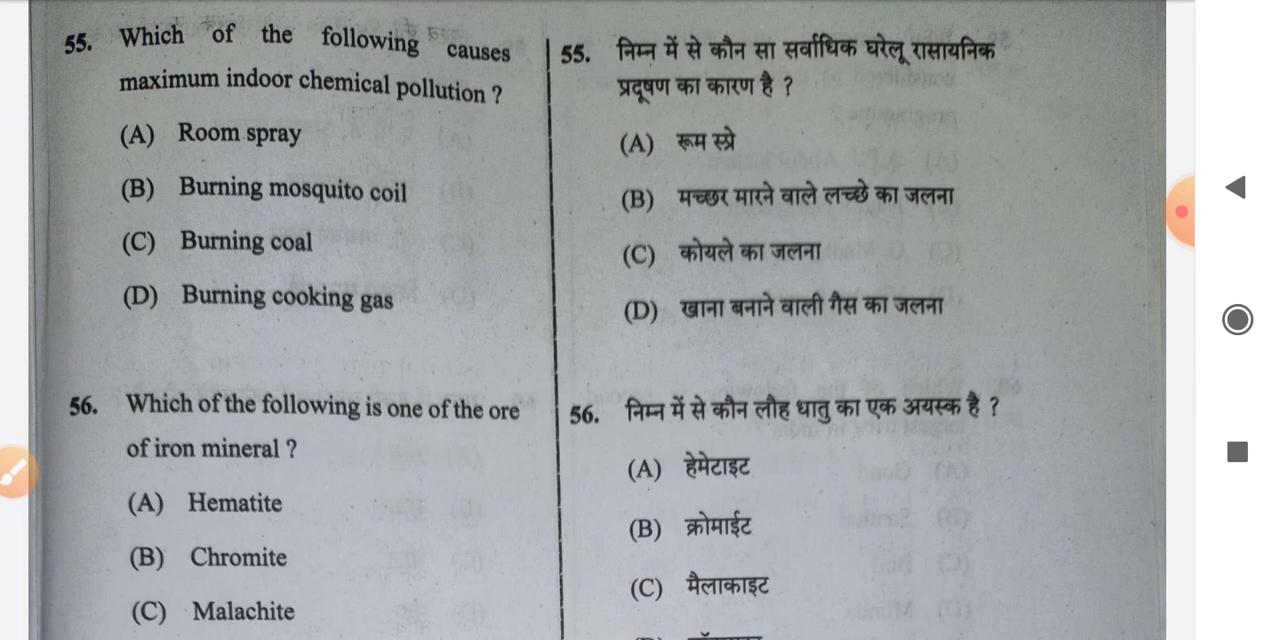 55. Which of the following causes
maximum indoor chemical pollution ?
(A) Room spray
(B) Burning mosquito coil
(C) Burning coal
(D) Burning cooking gas
56. Which of the following is one of the ore
of iron mineral ?
(A) Hematite
(B) Chromite
(C) Malachite
55. निम्न में से कौन सा सर्वाधिक घरेलू रासायनिक
प्रदूषण का कारण है ?
(A) रूम स्प्रे
(B) मच्छर मारने वाले लच्छे का जलना
(C) कोयले का जलना
(D) खाना बनाने वाली गैस का जलना
56. निम्न में से कौन लौह धातु का एक अयस्क है ?
(A) हेमेटाइट
(B) क्रोमाईट
(C) मैलाकाइट